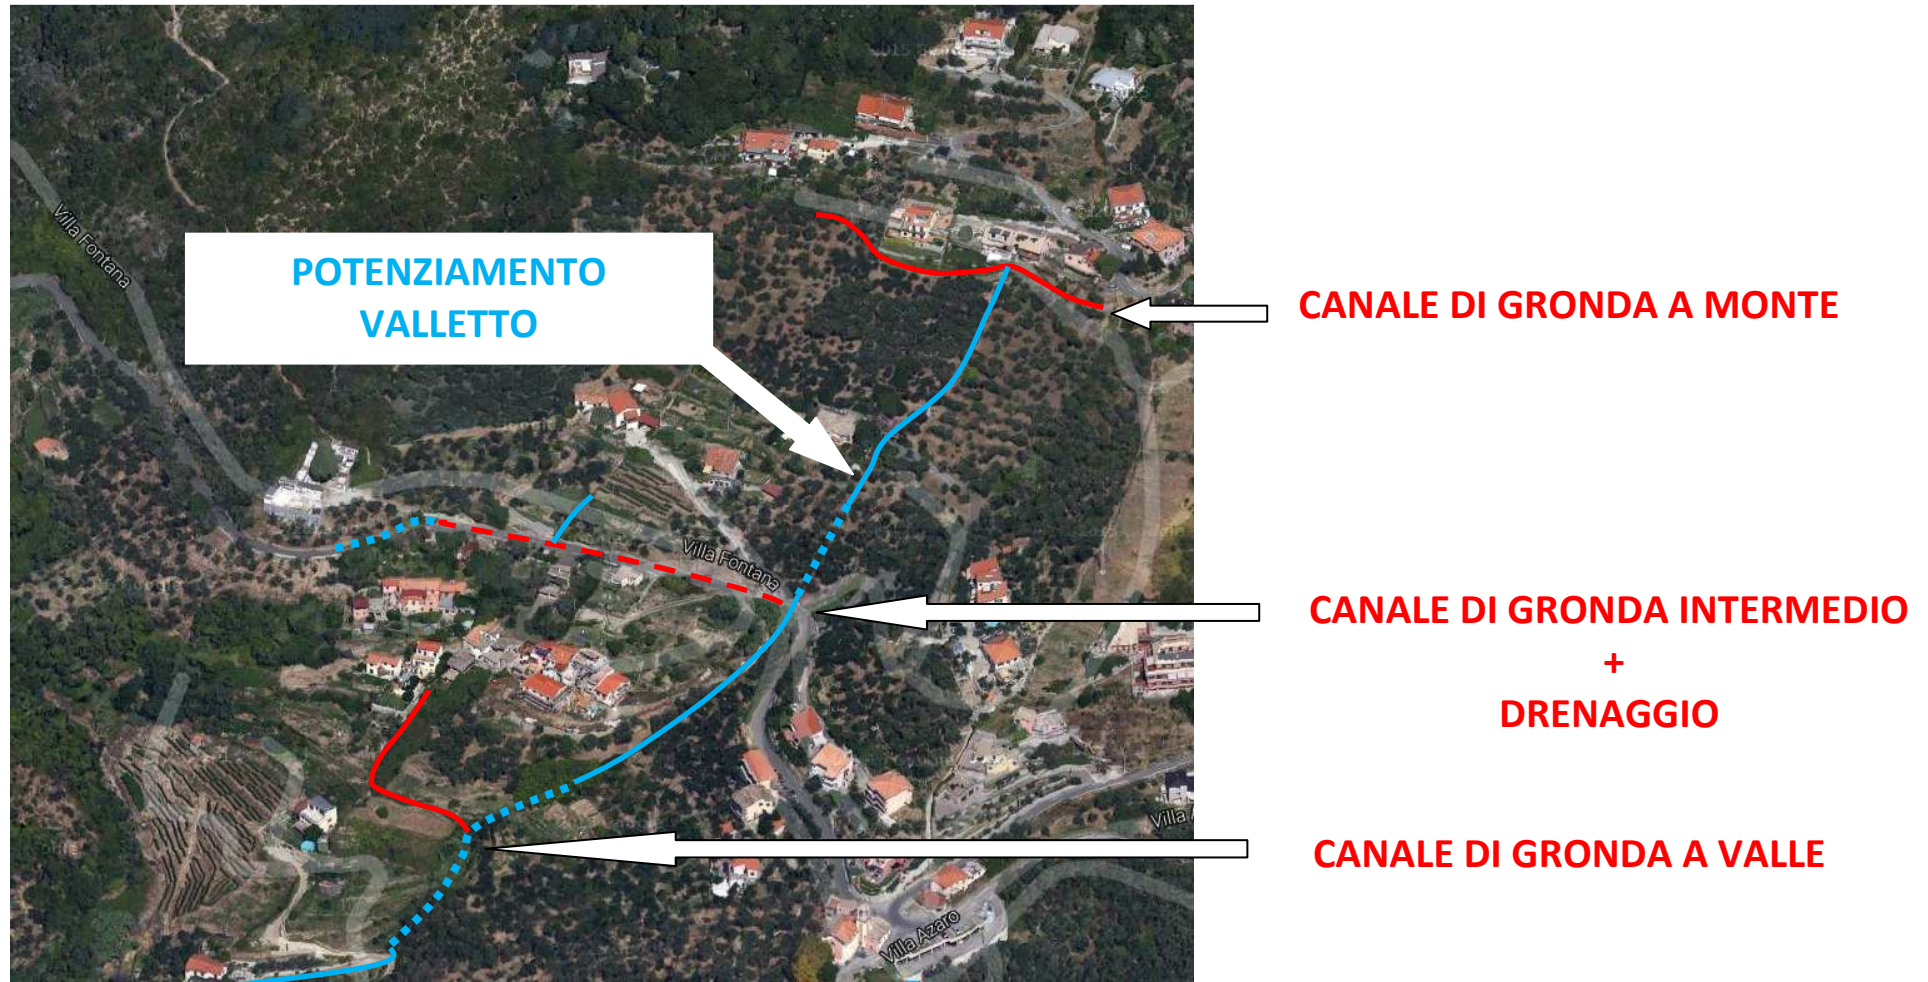 Villa Fontana
POTENZIAMENTO
VALLETTO
CANALE DI GRONDA A MONTE
Villa Fontana
CANALE DI GRONDA INTERMEDIO
+
DRENAGGIO
Villa
CANALE DI GRONDA A VALLE
Villa Azaro